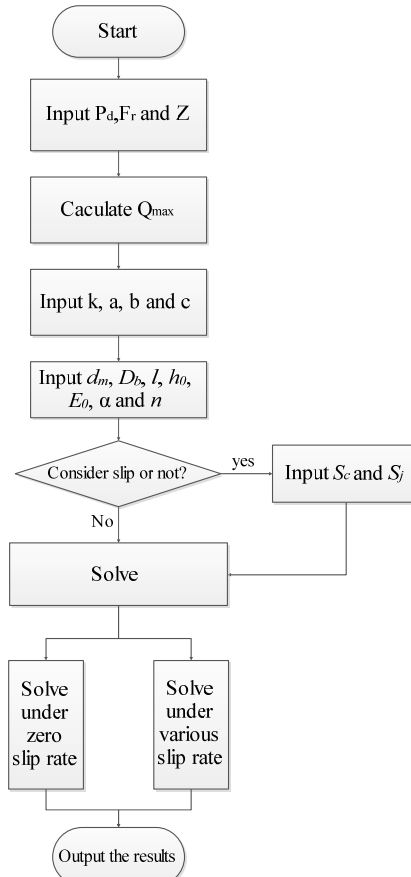 Start
Input Pd,Fr and Z
Caculate Qmax
Input k, a, b and c
Input dm, Db, l, h0,
E0, α and n
Consider slip or not?
yes
Input Sc and Sj
No
Solve
Solve
under
zero
slip rate
Solve
under
various
slip rate
Output the results